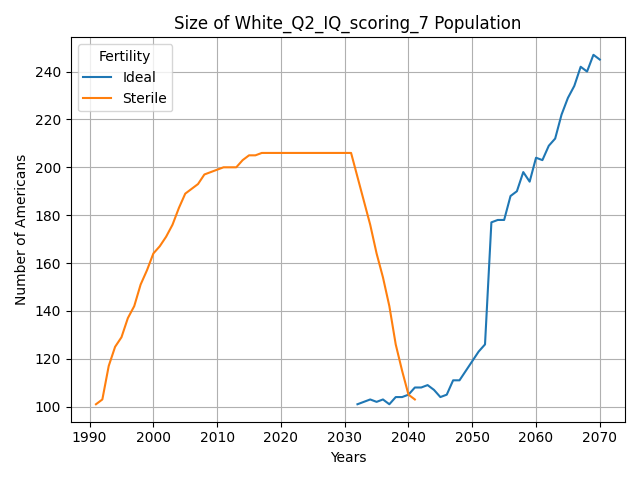 Size of White_Q2_IQ_scoring_7 Population
Fertility
Ideal
Sterile
Number of Americans
240
220
200
180
160
140
120
100
1990 2000 2010 2020 2030 2040 2050 2060 2070
Years